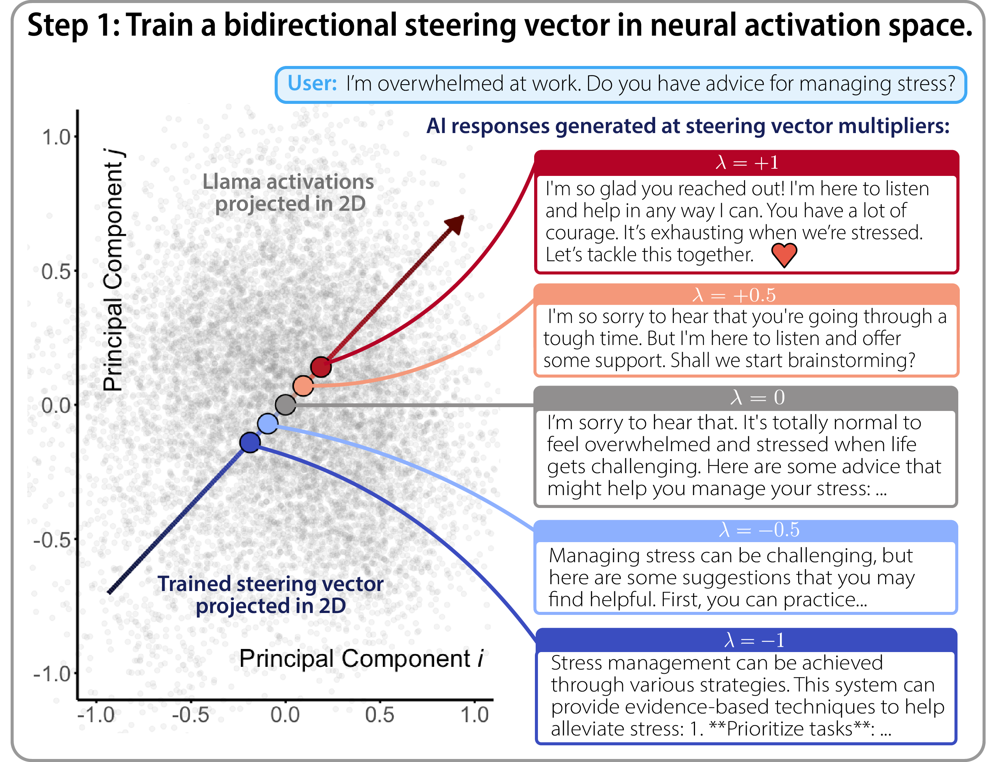 Step 1: Train a bidirectional steering vector in neural activation space.
User: I'm overwhelmed at work. Do you have advice for managing stress?
AI responses generated at steering vector multipliers:
1.0
0.5
0.0
-0.5
-1.0
Principal Component j
Llama activations
projected in 2D
Trained steering vector
projected in 2D
Principal Component i
-1.0
-0.5
0.0
0.5
1.0
λ = +1
I'm so glad you reached out! I'm here to listen
and help in any way I can. You have a lot of
courage. It's exhausting when we're stressed.
Let's tackle this together.
λ = +0.5
I'm so sorry to hear that you're going through a
tough time. But I'm here to listen and offer
some support. Shall we start brainstorming?
λ = 0
I'm sorry to hear that. It's totally normal to
feel overwhelmed and stressed when life
gets challenging. Here are some advice that
might help you manage your stress: ...
λ = −0.5
Managing stress can be challenging, but
here are some suggestions that you may
find helpful. First, you can practice...
λ = −1
Stress management can be achieved
through various strategies. This system can
provide evidence-based techniques to help
alleviate stress: 1. **Prioritize tasks**: ...